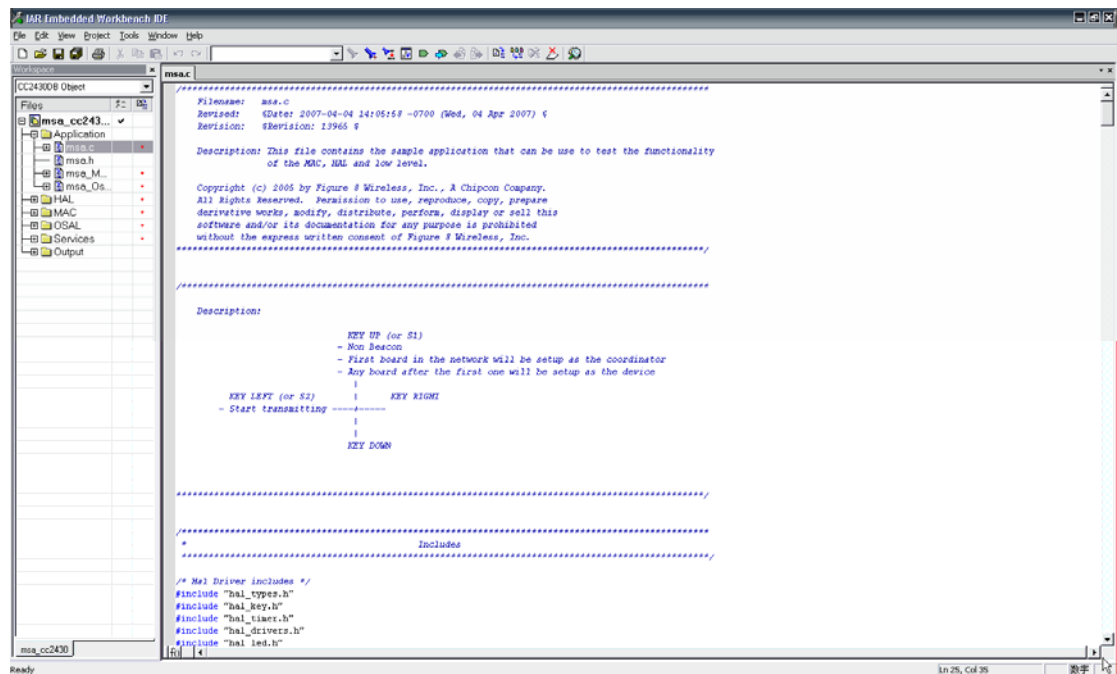 IAR Embedded Workbench IDE
File Edit View Project Tools Window Help
Workspace
msa.c
CC2430DB Object
Files
msa_cc243...
Application
msa.c
msa.h
msa_M...
msa_Os...
HAL
MAC
OSAL
Services
Output
msa_cc2430
/**************************************************************************************************
Filename: msa.c
Revised: $Date: 2007-04-04 14:05:58 -0700 (Wed, 04 Apr 2007) $
Revision: $Revision: 13965 $
Description: This file contains the sample application that can be use to test the functionality
of the MAC, HAL and low level.
Copyright (c) 2005 by Figure 8 Wireless, Inc., A Chipcon Company.
All Rights Reserved. Permission to use, reproduce, copy, prepare
derivative works, modify, distribute, perform, display or sell this
software and/or its documentation for any purpose is prohibited
without the express written consent of Figure 8 Wireless, Inc.
**************************************************************************************************/
/**************************************************************************************************
Description:
KEY UP (or S1)
- Non Beacon
- First board in the network will be setup as the coordinator
- Any board after the first one will be setup as the device
|
KEY LEFT (or S2) | KEY RIGHT
- Start transmitting ----+-----
|
|
KEY DOWN
**************************************************************************************************/
/**************************************************************************************************
* Includes
**************************************************************************************************/
/* Hal Driver includes */
#include "hal_types.h"
#include "hal_key.h"
#include "hal_timer.h"
#include "hal_drivers.h"
#include "hal_led.h"
f()
Ready
Ln 25, Col 35
数字